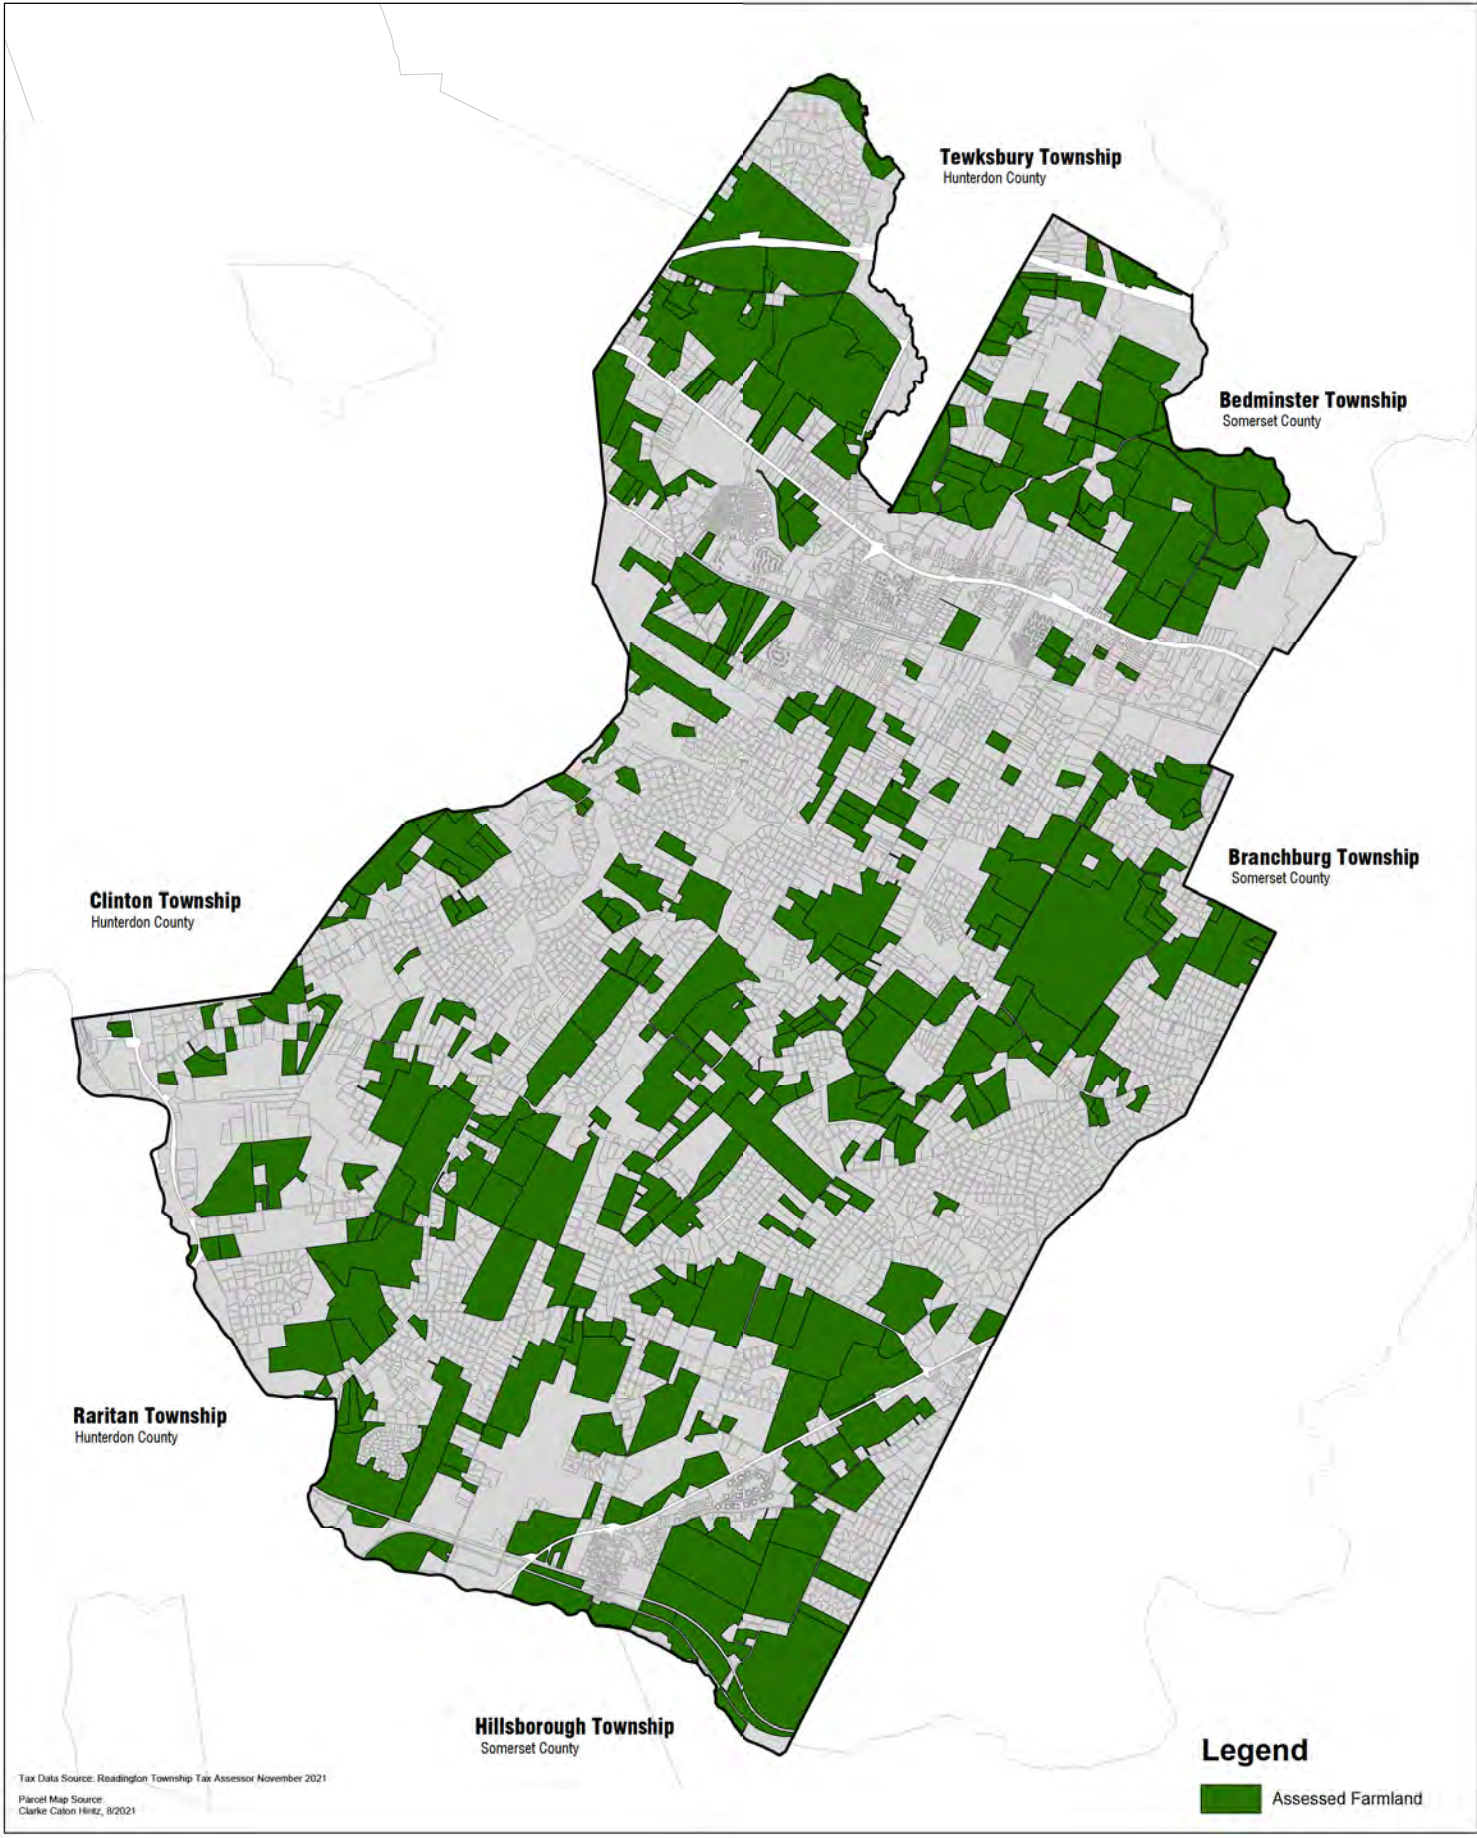 Tewksbury Township
Hunterdon County
Bedminster Township
Somerset County
Branchburg Township
Somerset County
Clinton Township
Hunterdon County
Raritan Township
Hunterdon County
Hillsborough Township
Somerset County
Legend
Assessed Farmland
Tax Data Source: Readington Township Tax Assessor November 2021
Parcel Map Source
Clarke Caton Hintz, 8/2021